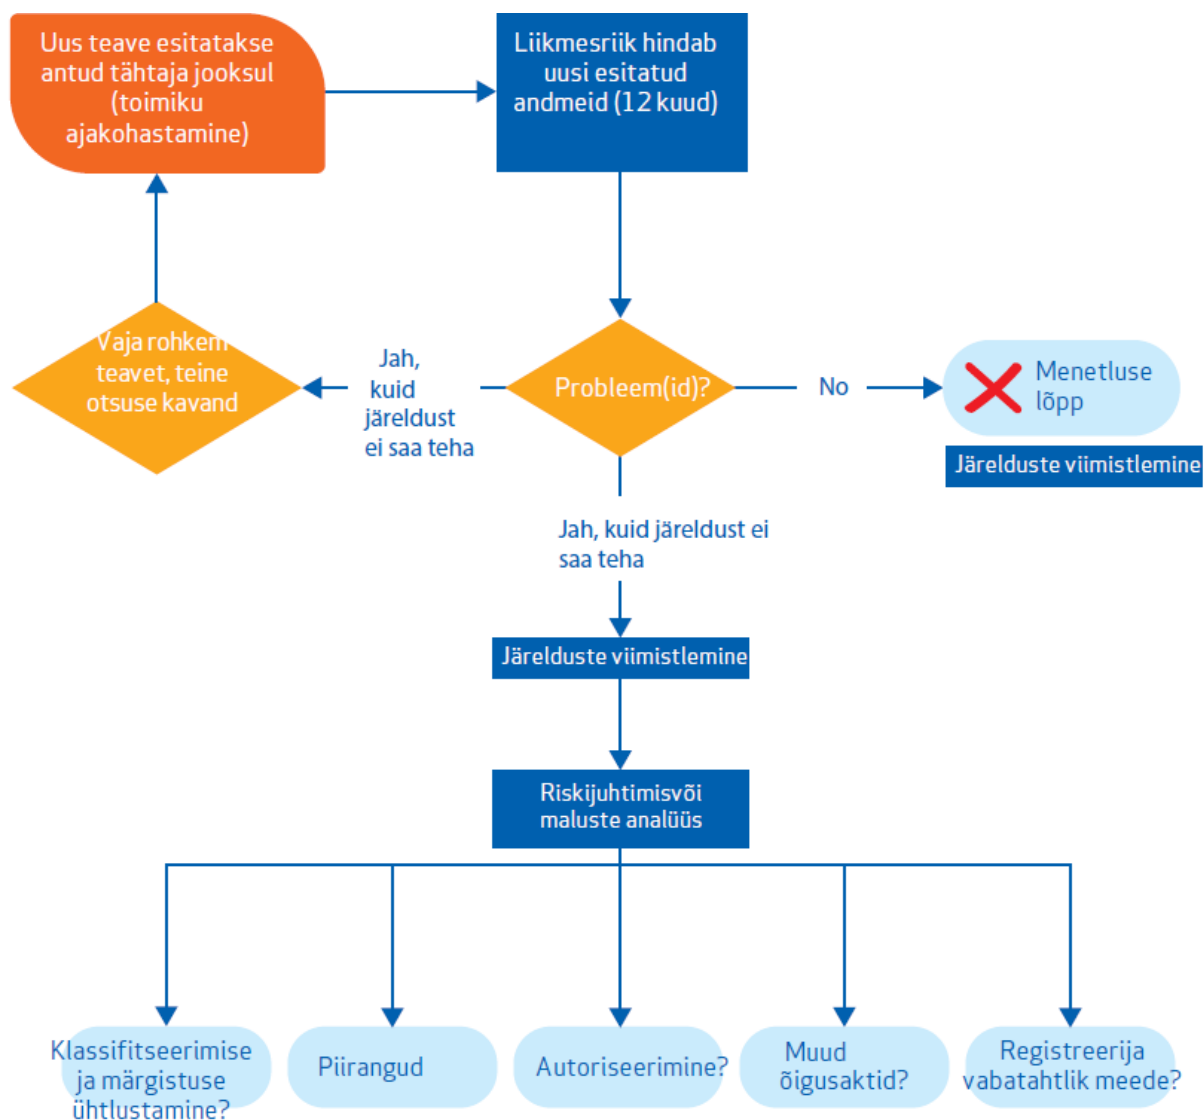 Uus teave esitatakse
antud tähtaja jooksul
(toimiku
ajakohastamine)
Liikmesriik hindab
uusi esitatud
andmeid (12 kuud)
Vaja rohkem
teavet, teine
otsuse kavand
Jah,
kuid
järeldust
ei saa teha
Probleem(id)?
No
Menetluse
lõpp
Järelduste viimistlemine
Jah, kuid järeldust ei
saa teha
Järelduste viimistlemine
Riskijuhtimisvõi
maluste analüüs
Klassifitseerimise
ja märgistuse
ühtlustamine?
Piirangud
Autoriseerimine?
Muud
õigusaktid?
Registreerija
vabatahtlik meede?